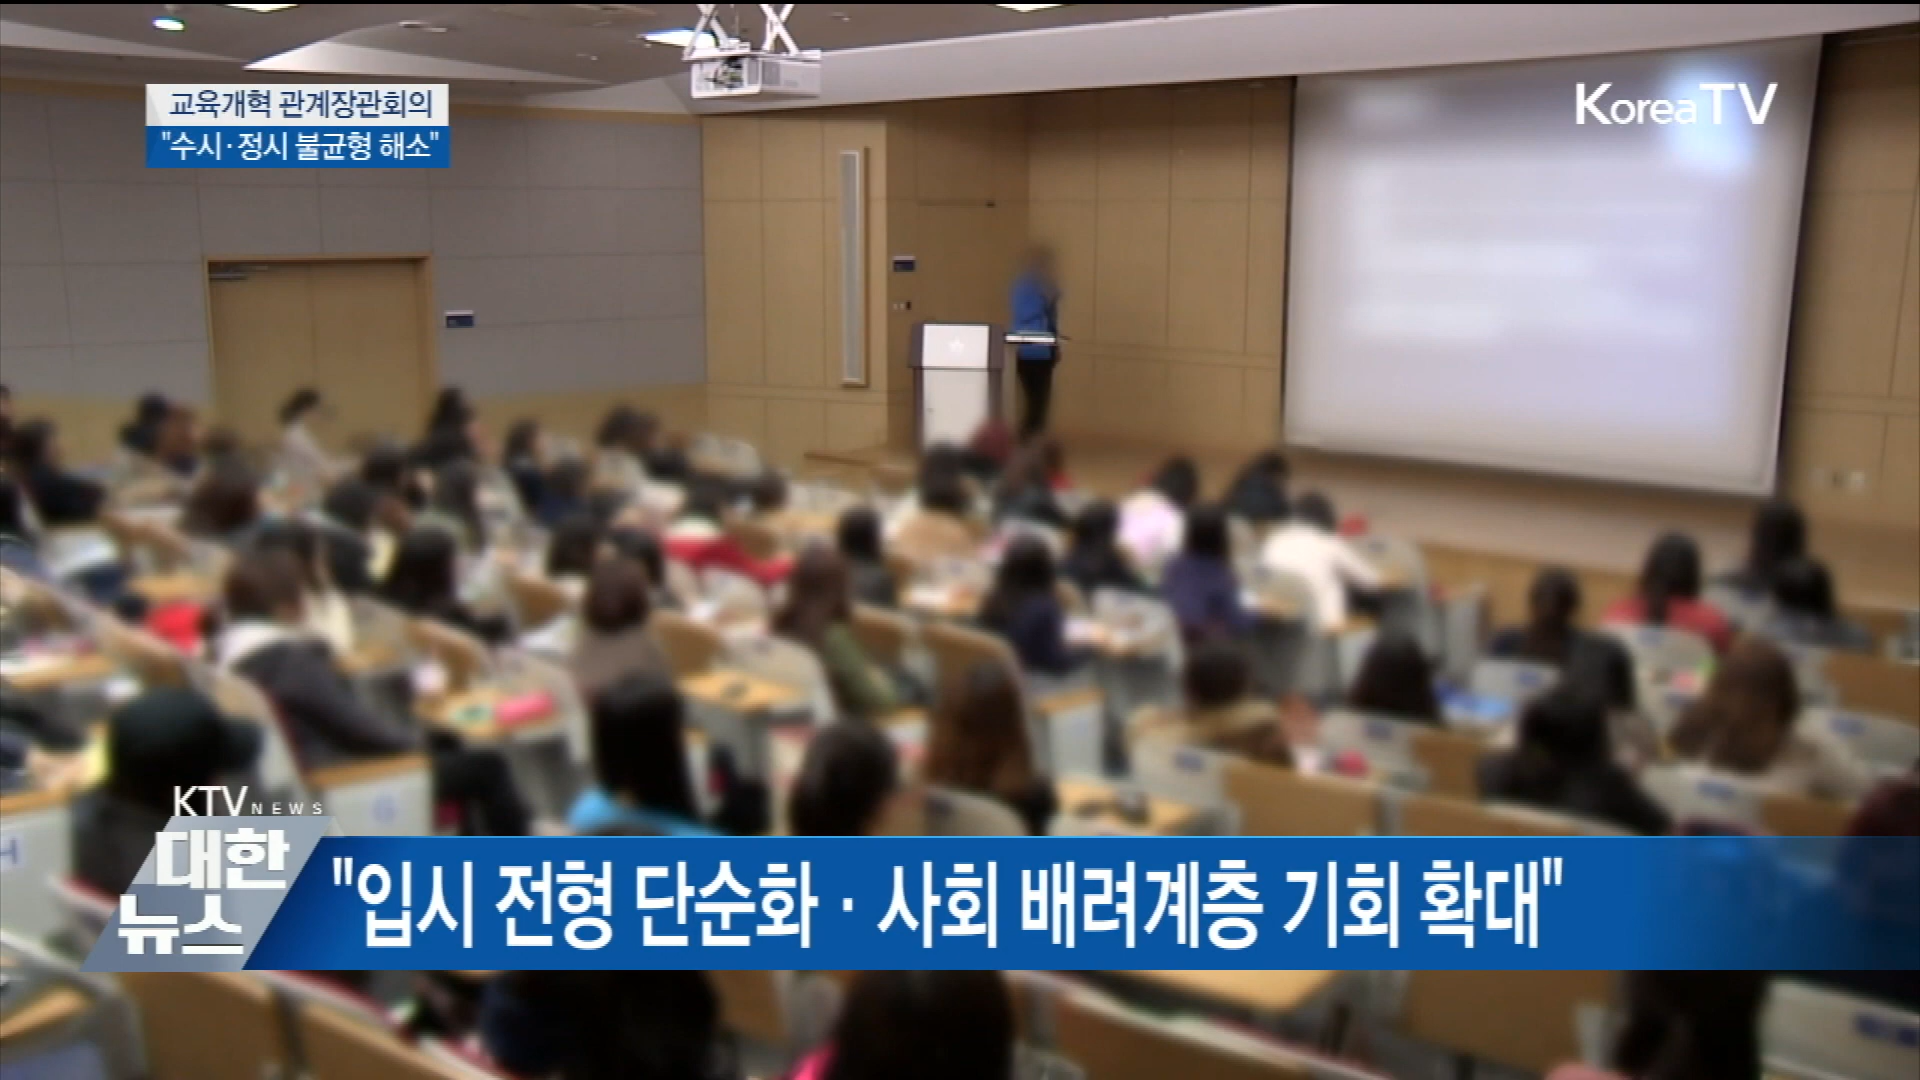 교육개혁 관계장관회의
"수시·정시 불균형 해소"
KoreaTV
KTV NEWS
대한
뉴스
"입시 전형 단순화· 사회 배려계층 기회 확대"